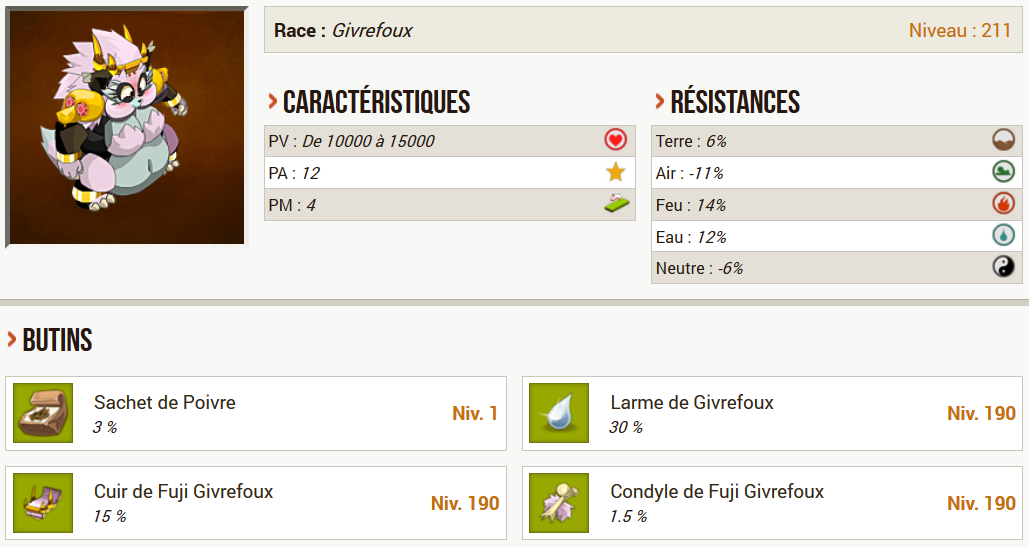 Race : Givrefoux
Niveau : 211
CARACTÉRISTIQUES
PV : De 10000 à 15000
PA : 12
PM : 4
RÉSISTANCES
Terre : 6%
Air : -11%
Feu : 14%
Eau : 12%
Neutre : -6%
BUTINS
Sachet de Poivre
3 %
Niv. 1
Larme de Givrefoux
30 %
Niv. 190
Cuir de Fuji Givrefoux
15 %
Niv. 190
Condyle de Fuji Givrefoux
1.5 %
Niv. 190